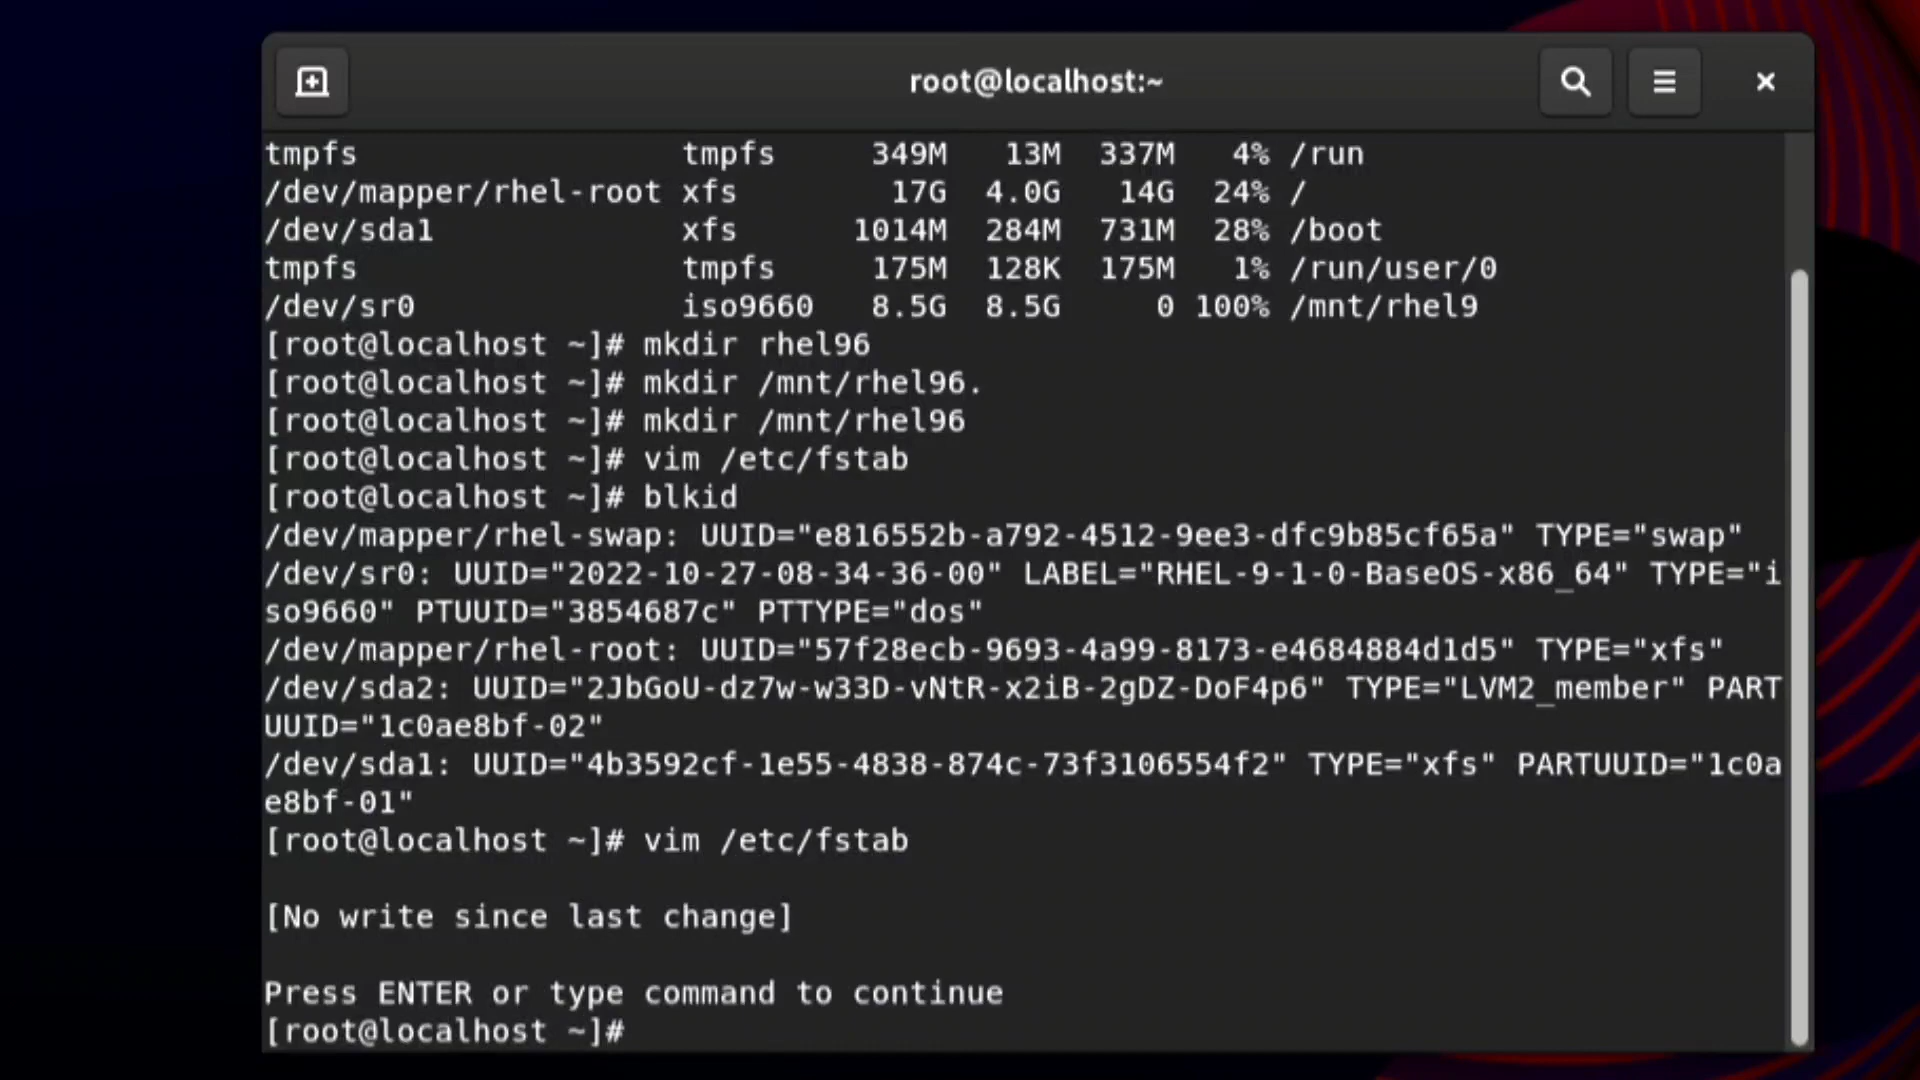 root@localhost:~
tmpfs                 tmpfs     349M   13M  337M   4% /run
/dev/mapper/rhel-root xfs        17G  4.0G   14G  24% /
/dev/sda1             xfs      1014M  284M  731M  28% /boot
tmpfs                 tmpfs     175M  128K  175M   1% /run/user/0
/dev/sr0              iso9660   8.5G  8.5G     0 100% /mnt/rhel9
[root@localhost ~]# mkdir rhel96
[root@localhost ~]# mkdir /mnt/rhel96.
[root@localhost ~]# mkdir /mnt/rhel96
[root@localhost ~]# vim /etc/fstab
[root@localhost ~]# blkid
/dev/mapper/rhel-swap: UUID="e816552b-a792-4512-9ee3-dfc9b85cf65a" TYPE="swap"
/dev/sr0: UUID="2022-10-27-08-34-36-00" LABEL="RHEL-9-1-0-BaseOS-x86_64" TYPE="i
so9660" PTUUID="3854687c" PTTYPE="dos"
/dev/mapper/rhel-root: UUID="57f28ecb-9693-4a99-8173-e4684884d1d5" TYPE="xfs"
/dev/sda2: UUID="2JbGoU-dz7w-w33D-vNtR-x2iB-2gDZ-DoF4p6" TYPE="LVM2_member" PART
UUID="1c0ae8bf-02"
/dev/sda1: UUID="4b3592cf-1e55-4838-874c-73f3106554f2" TYPE="xfs" PARTUUID="1c0a
e8bf-01"
[root@localhost ~]# vim /etc/fstab
[No write since last change]
Press ENTER or type command to continue
[root@localhost ~]#